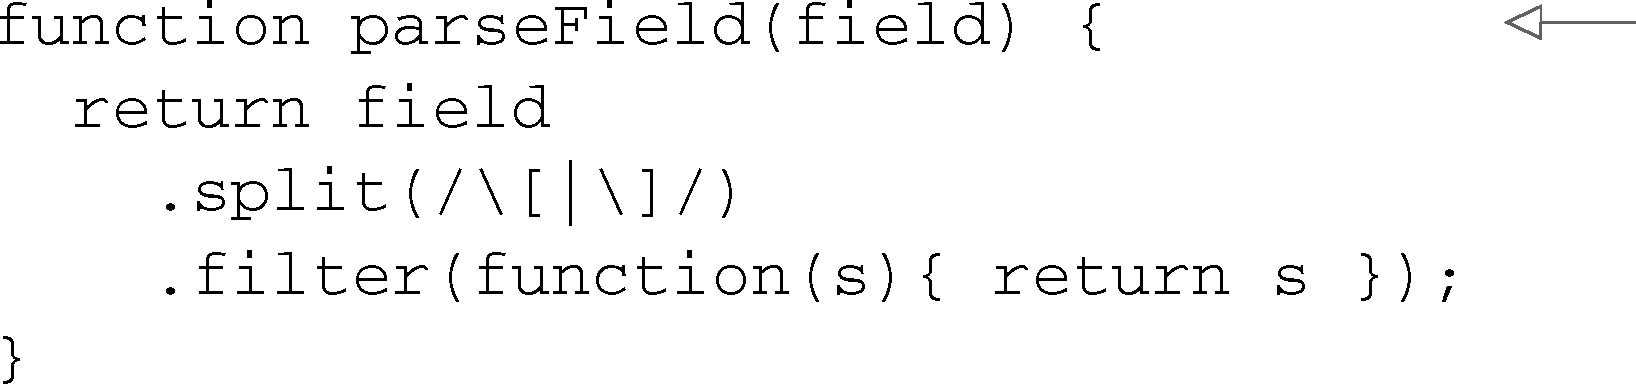 function parseField(field) {
  return field
    .split(/\[|\]/)
    .filter(function(s){ return s });
}